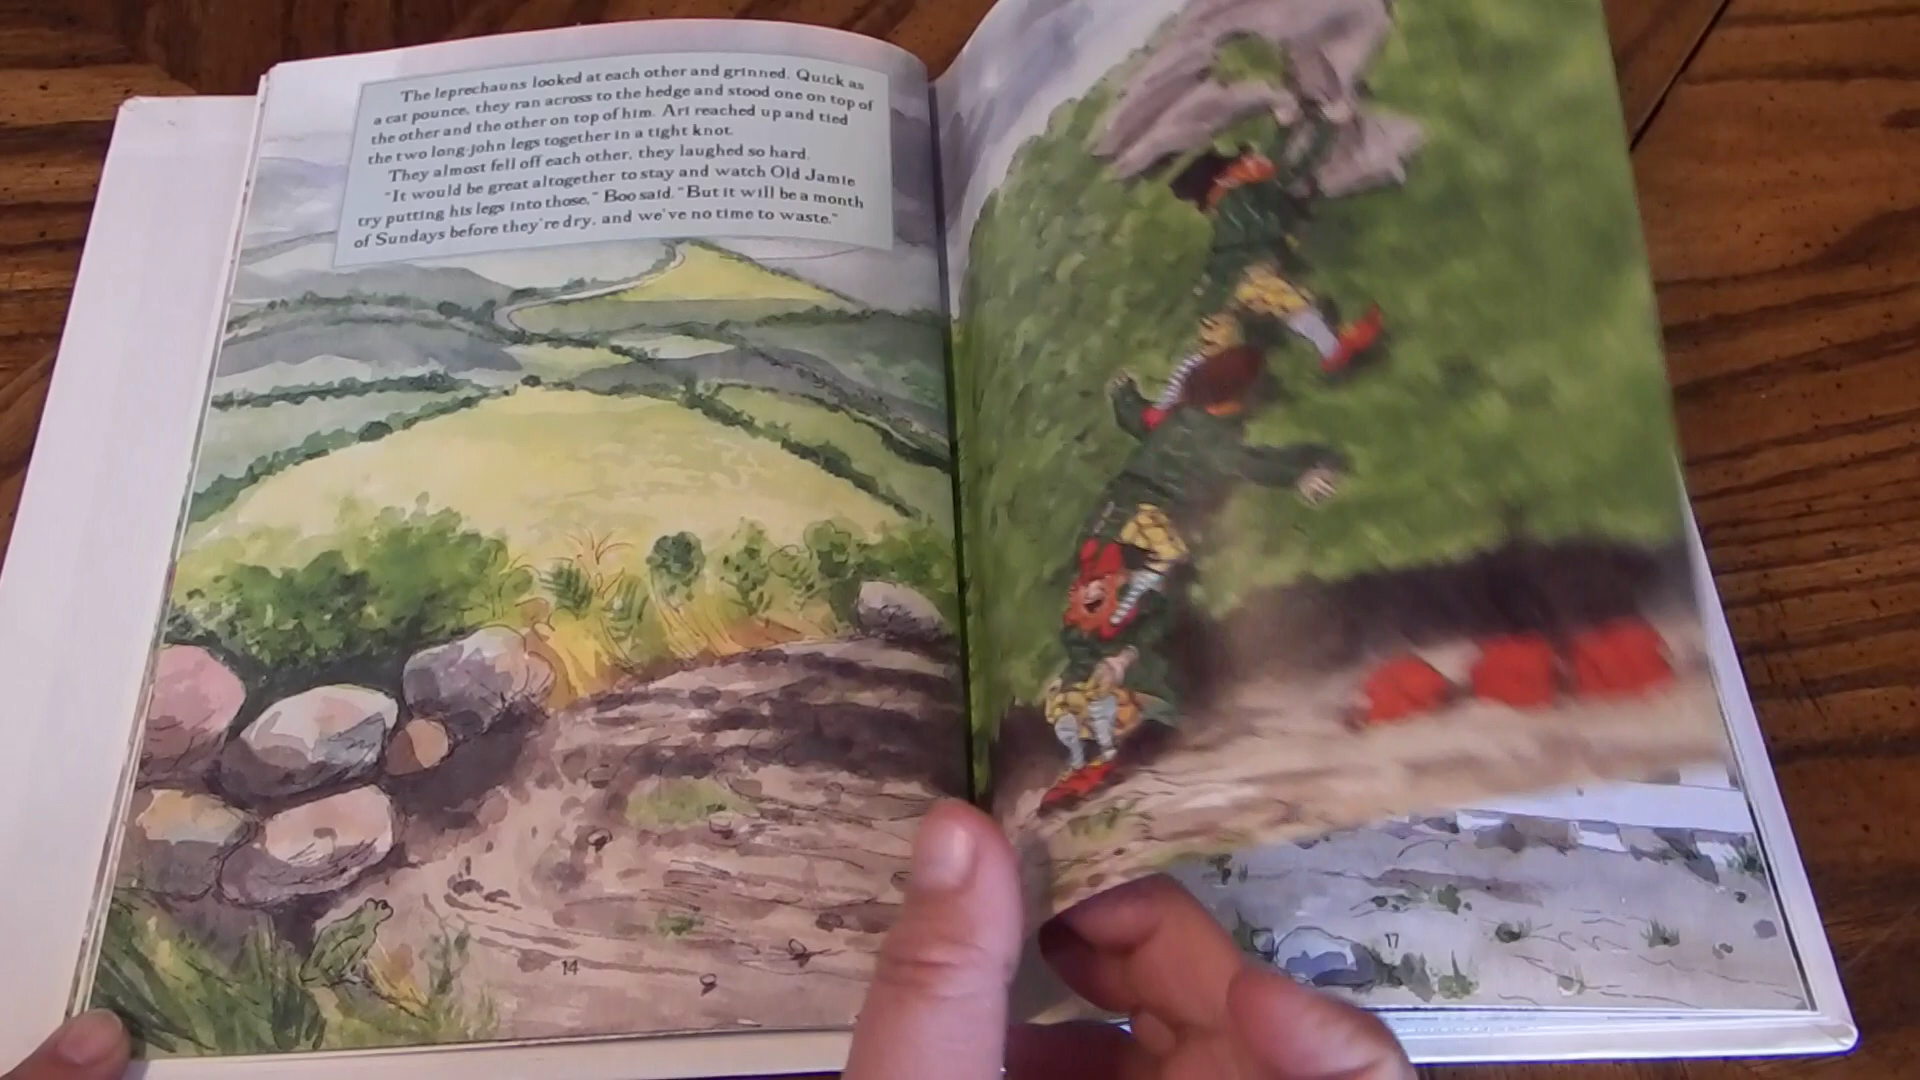 The leprechauns looked at each other and grinned. Quick as
a cat pounce, they ran across to the hedge and stood one on top of
the other and the other on top of him. Art reached up and tied
the two long-john legs together in a tight knot.
They almost fell off each other, they laughed so hard.
"It would be great altogether to stay and watch Old Jamie
try putting his legs into those," Boo said. "But it will be a month
of Sundays before they're dry, and we've no time to waste."
14
17